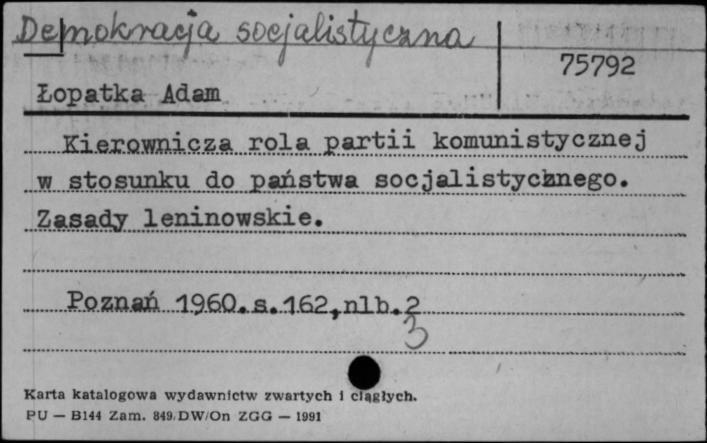 Demokracja socjalistyczna
75792
Łopatka Adam
Kierownicza rola partii komunistycznej
w stosunku do państwa socjalistycznego.
Zasady leninowskie.
Poznań 1960.s.162,nlb.2
3
Karta katalogowa wydawnictw zwartych i ciągłych.
PU — B144 Zam. 849/DW/On ZGG — 1991